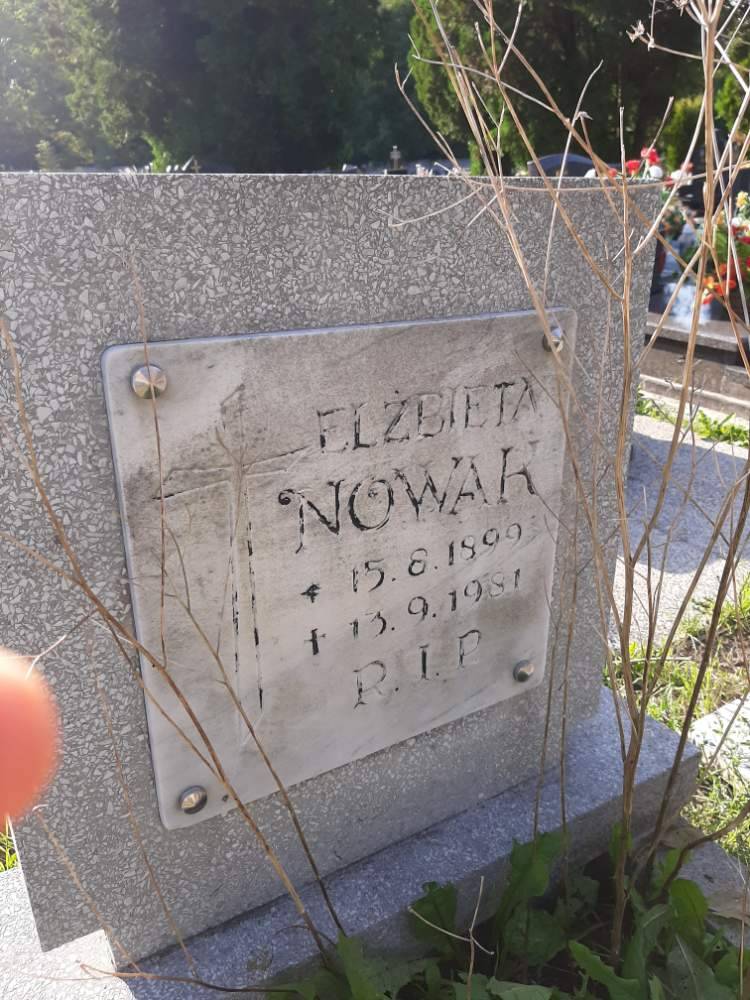 ELŻBIETA
NOWAK
* 15.8.1899
† 13.9.1981
R.I.P